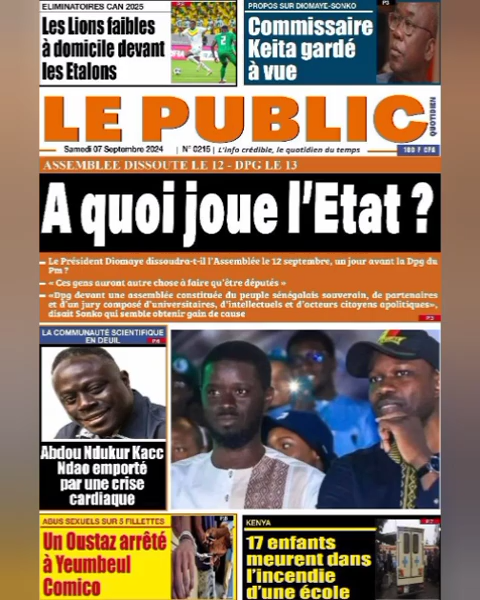 ELIMINATOIRES CAN 2025
Les Lions faibles
à domicile devant
les Etalons
P3
PROPOS SUR DIOMAYE-SONKO
Commissaire
Keita gardé
à vue
LE PUBLIC
QUOTIDIEN
Samedi 07 Septembre 2024 | N° 0215 | L'info crédible, le quotidien du temps
100 F CFA
ASSEMBLEE DISSOUTE LE 12 - DPG LE 13
A quoi joue l'Etat ?
– Le Président Diomaye dissoudra-t-il l'Assemblée le 12 septembre, un jour avant la Dpg du
Pm ?
– « Ces gens auront autre chose à faire qu'être députés »
– «Dpg devant une assemblée constituée du peuple sénégalais souverain, de partenaires
et d'un jury composé d'universitaires, d'intellectuels et d'acteurs citoyens apolitiques»,
disait Sonko qui semble obtenir gain de cause
LA COMMUNAUTÉ SCIENTIFIQUE
EN DEUIL
Abdou Ndukur Kacc
Ndao emporté
par une crise
cardiaque
ABUS SEXUELS SUR 5 FILLETTES
Un Oustaz arrêté
à Yeumbeul
Comico
KENYA
17 enfants
meurent dans
l'incendie
d'une école